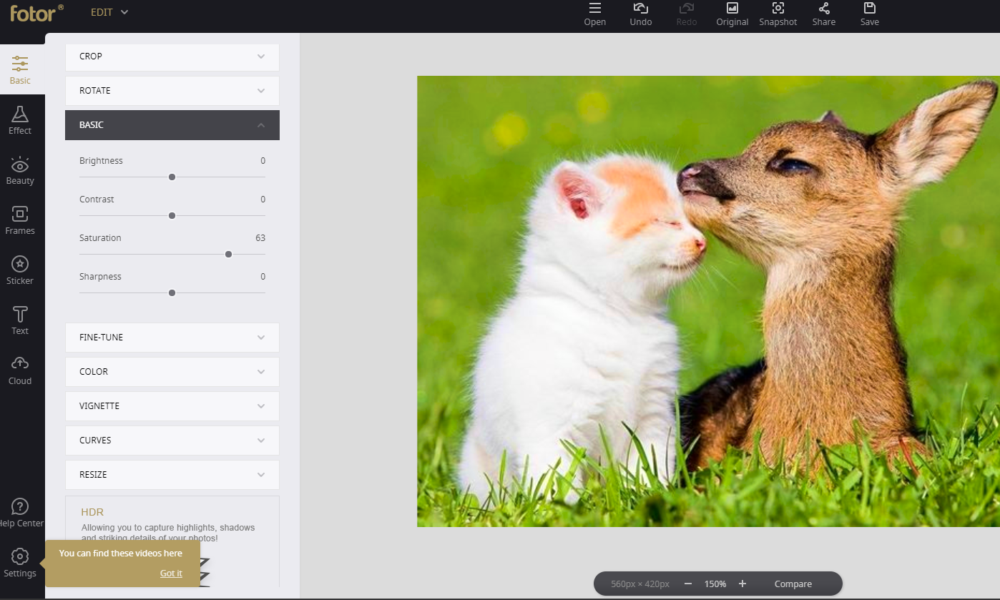 fotor®
EDIT
Open
Undo
Redo
Original
Snapshot
Share
Save
Basic
Effect
Beauty
Frames
Sticker
Text
Cloud
Help Center
Settings
CROP
ROTATE
BASIC
Brightness 0
Contrast 0
Saturation 63
Sharpness 0
FINE-TUNE
COLOR
VIGNETTE
CURVES
RESIZE
HDR
Allowing you to capture highlights, shadows
and striking details of your photos!
You can find these videos here
Got it
560px × 420px
150%
Compare